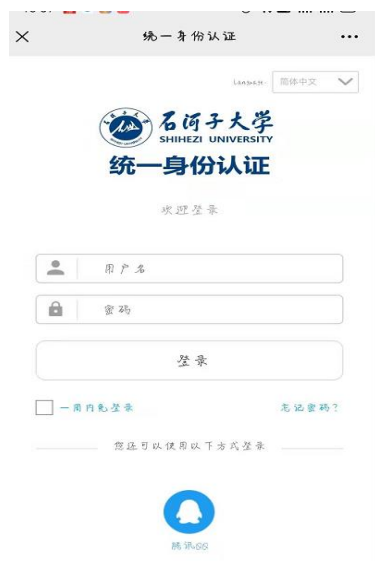 统一身份认证
Language: 简体中文
石河子大学
SHIHEZI UNIVERSITY
统一身份认证
欢迎登录
用户名
密码
登录
一周内免登录 忘记密码?
您还可以使用以下方式登录
腾讯QQ